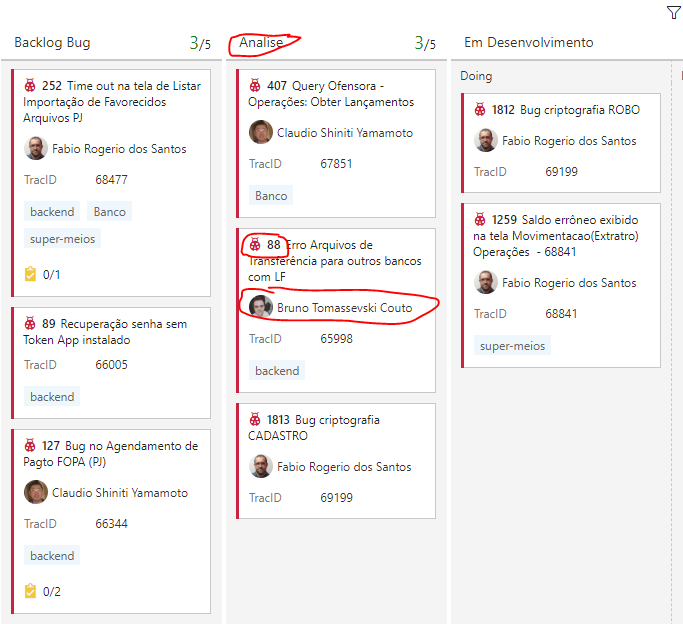 Backlog Bug 3/5
252 Time out na tela de Listar
Importação de Favorecidos
Arquivos PJ
Fabio Rogerio dos Santos
TracID 68477
backend Banco
super-meios
0/1
89 Recuperação senha sem
Token App instalado
TracID 66005
backend
127 Bug no Agendamento de
Pagto FOPA (PJ)
Claudio Shiniti Yamamoto
TracID 66344
backend
0/2
Analise 3/5
407 Query Ofensora -
Operações: Obter Lançamentos
Claudio Shiniti Yamamoto
TracID 67851
Banco
88 Erro Arquivos de
Transferência para outros bancos
com LF
Bruno Tomassevski Couto
TracID 65998
backend
1813 Bug criptografia
CADASTRO
Fabio Rogerio dos Santos
TracID 69199
Em Desenvolvimento
Doing
1812 Bug criptografia ROBO
Fabio Rogerio dos Santos
TracID 69199
1259 Saldo errôneo exibido
na tela Movimentacao(Extratro)
Operações - 68841
Fabio Rogerio dos Santos
TracID 68841
super-meios